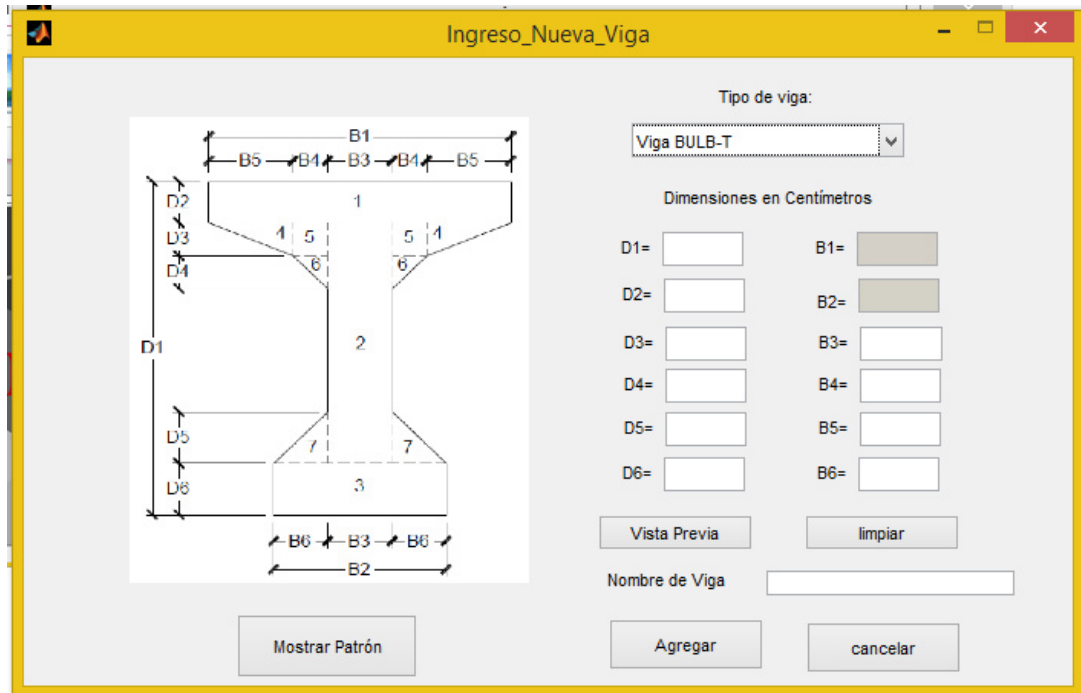 Ingreso_Nueva_Viga
Tipo de viga:
Viga BULB-T
Dimensiones en Centímetros
D1= B1=
D2= B2=
D3= B3=
D4= B4=
D5= B5=
D6= B6=
Vista Previa limpiar
Nombre de Viga
Agregar cancelar
B1
B5 B4 B3 B4 B5
D2 1
D3 4 5 5 4
D4 6 6
D1 2
D5 7 7
D6 3
B6 B3 B6
B2
Mostrar Patrón